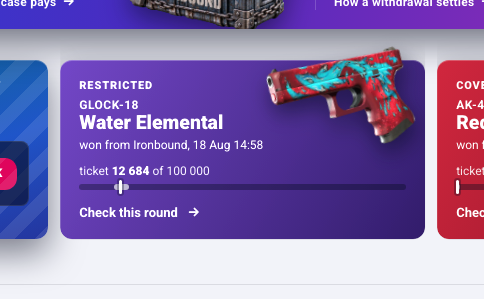 case pays →
How a withdrawal settles
RESTRICTED
GLOCK-18
Water Elemental
won from Ironbound, 18 Aug 14:58
ticket 12 684 of 100 000
Check this round →
COVE
AK-4
Rec
won f
ticket
Chec